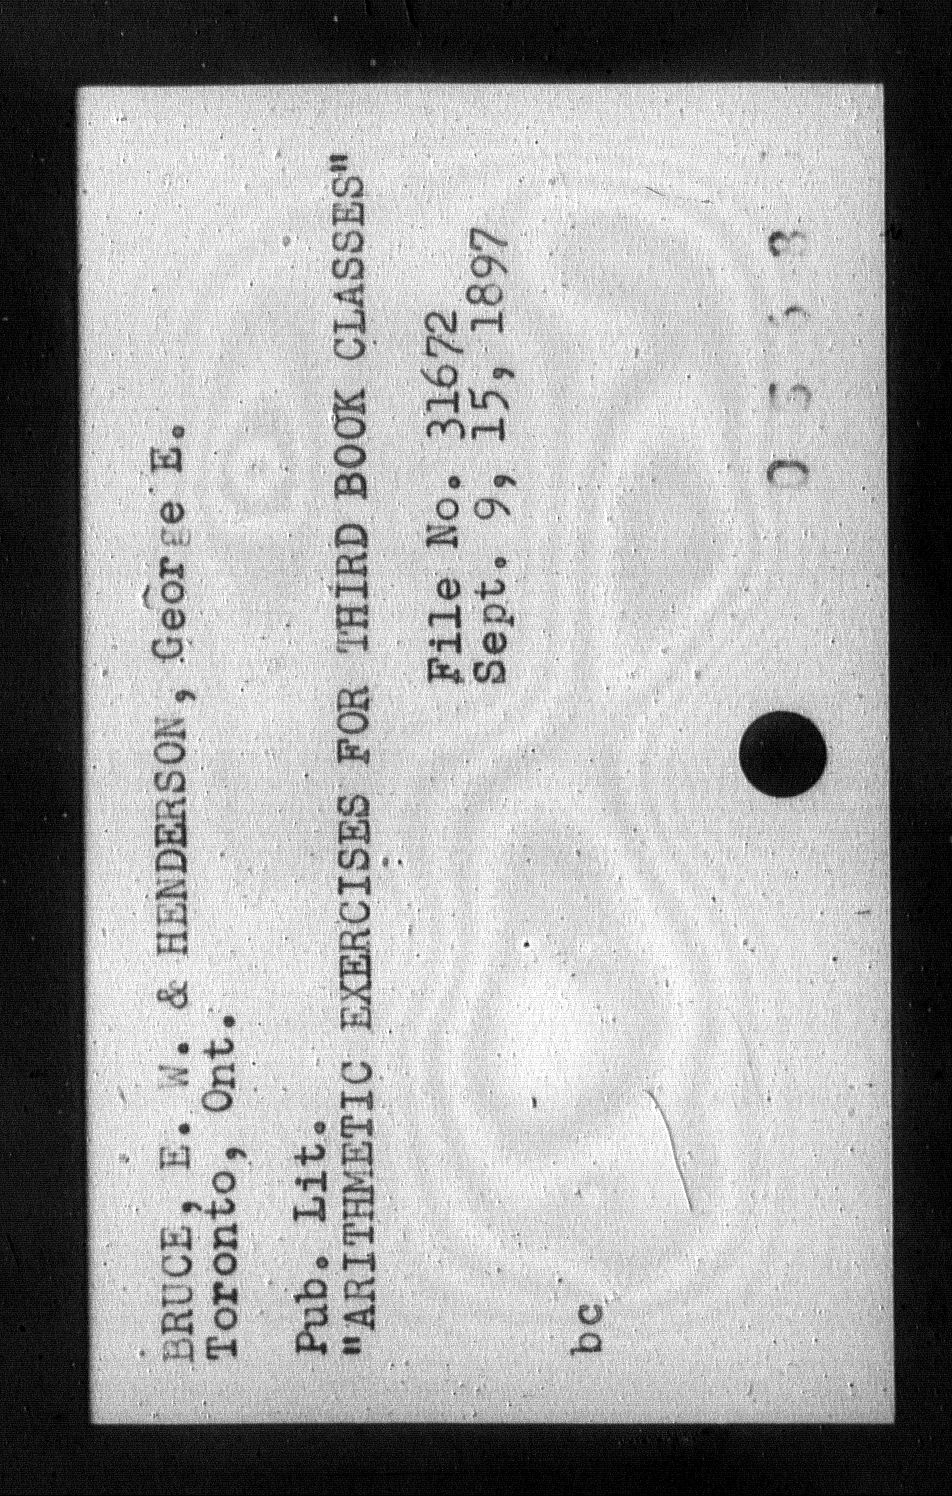 BRUCE, E. W. & HENDERSON, George E.
Toronto, Ont.
Pub. Lit.
"ARITHMETIC EXERCISES FOR THIRD BOOK CLASSES"
File No. 31672
Sept. 9, 15, 1897
bc